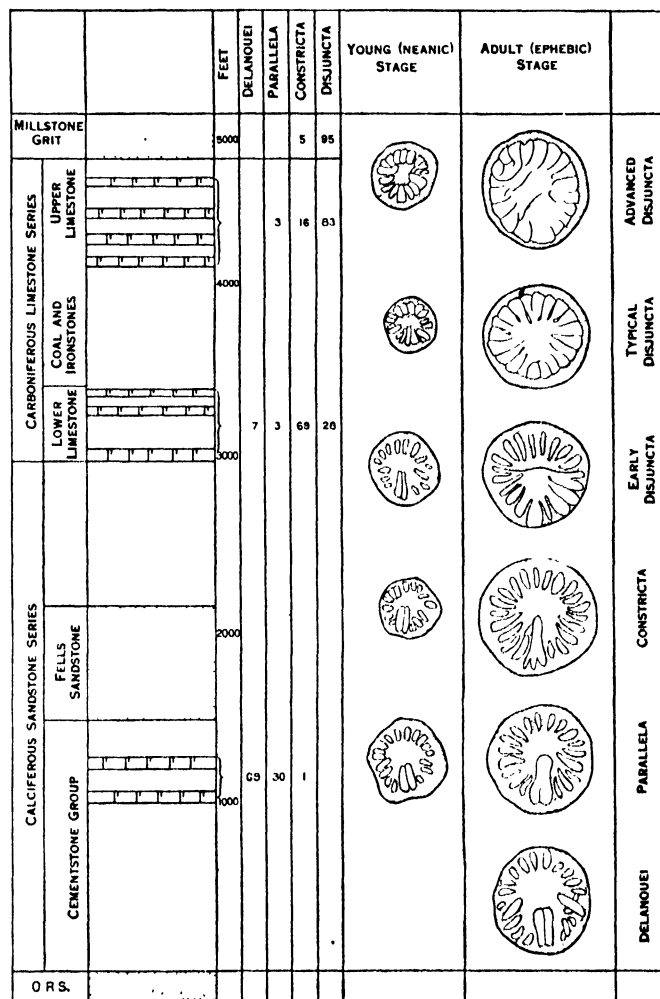 FEET
DELANOUEI
PARALLELA
CONSTRICTA
DISJUNCTA
YOUNG (NEANIC)
STAGE
ADULT (EPHEBIC)
STAGE
MILLSTONE
GRIT
5000
5
95
CARBONIFEROUS LIMESTONE SERIES
UPPER
LIMESTONE
3
16
83
ADVANCED
DISJUNCTA
4000
COAL AND
IRONSTONES
TYPICAL
DISJUNCTA
LOWER
LIMESTONE
7
3
69
26
3000
EARLY
DISJUNCTA
CALCIFEROUS SANDSTONE SERIES
CONSTRICTA
2000
FELLS
SANDSTONE
CEMENTSTONE GROUP
69
30
1
1000
PARALLELA
DELANOUEI
O R S.